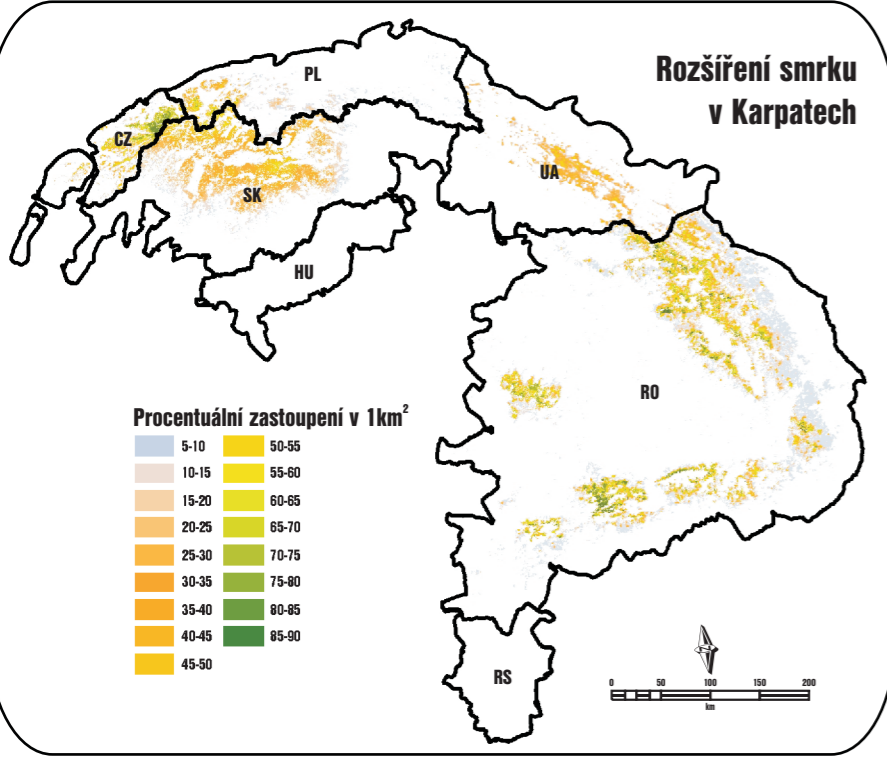 Rozšíření smrku
v Karpatech
PL
CZ
SK
UA
HU
RO
RS
Procentuální zastoupení v 1km²
5-10
10-15
15-20
20-25
25-30
30-35
35-40
40-45
45-50
50-55
55-60
60-65
65-70
70-75
75-80
80-85
85-90
0 50 100 150 200
km